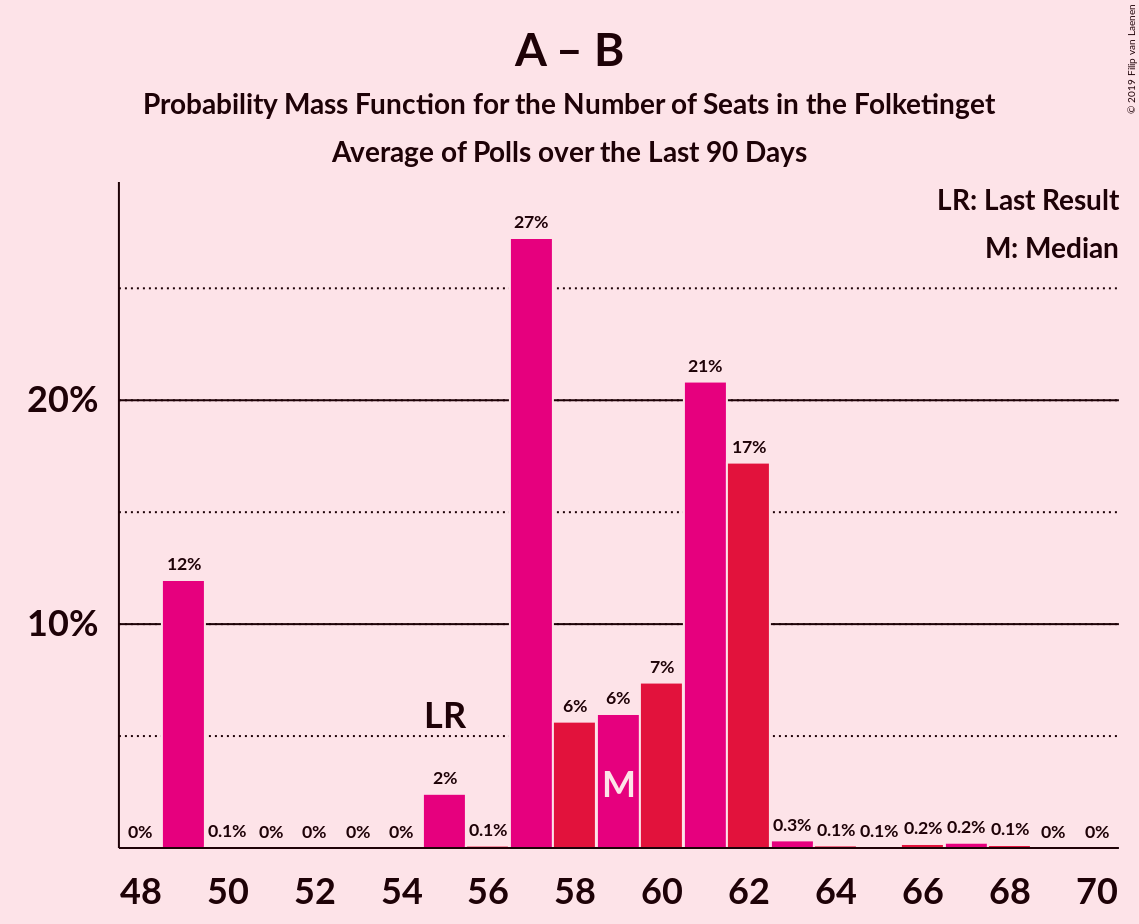 A – B
Probability Mass Function for the Number of Seats in the Folketinget
Average of Polls over the Last 90 Days
© 2019 Filip van Laenen
LR: Last Result
M: Median
27%
21%
20%
17%
12%
10%
7%
6%
6%
LR
M
2%
0%
0.1%
0%
0%
0%
0%
0.1%
0.3%
0.1%
0.1%
0.2%
0.2%
0.1%
0%
0%
48 50 52 54 56 58 60 62 64 66 68 70